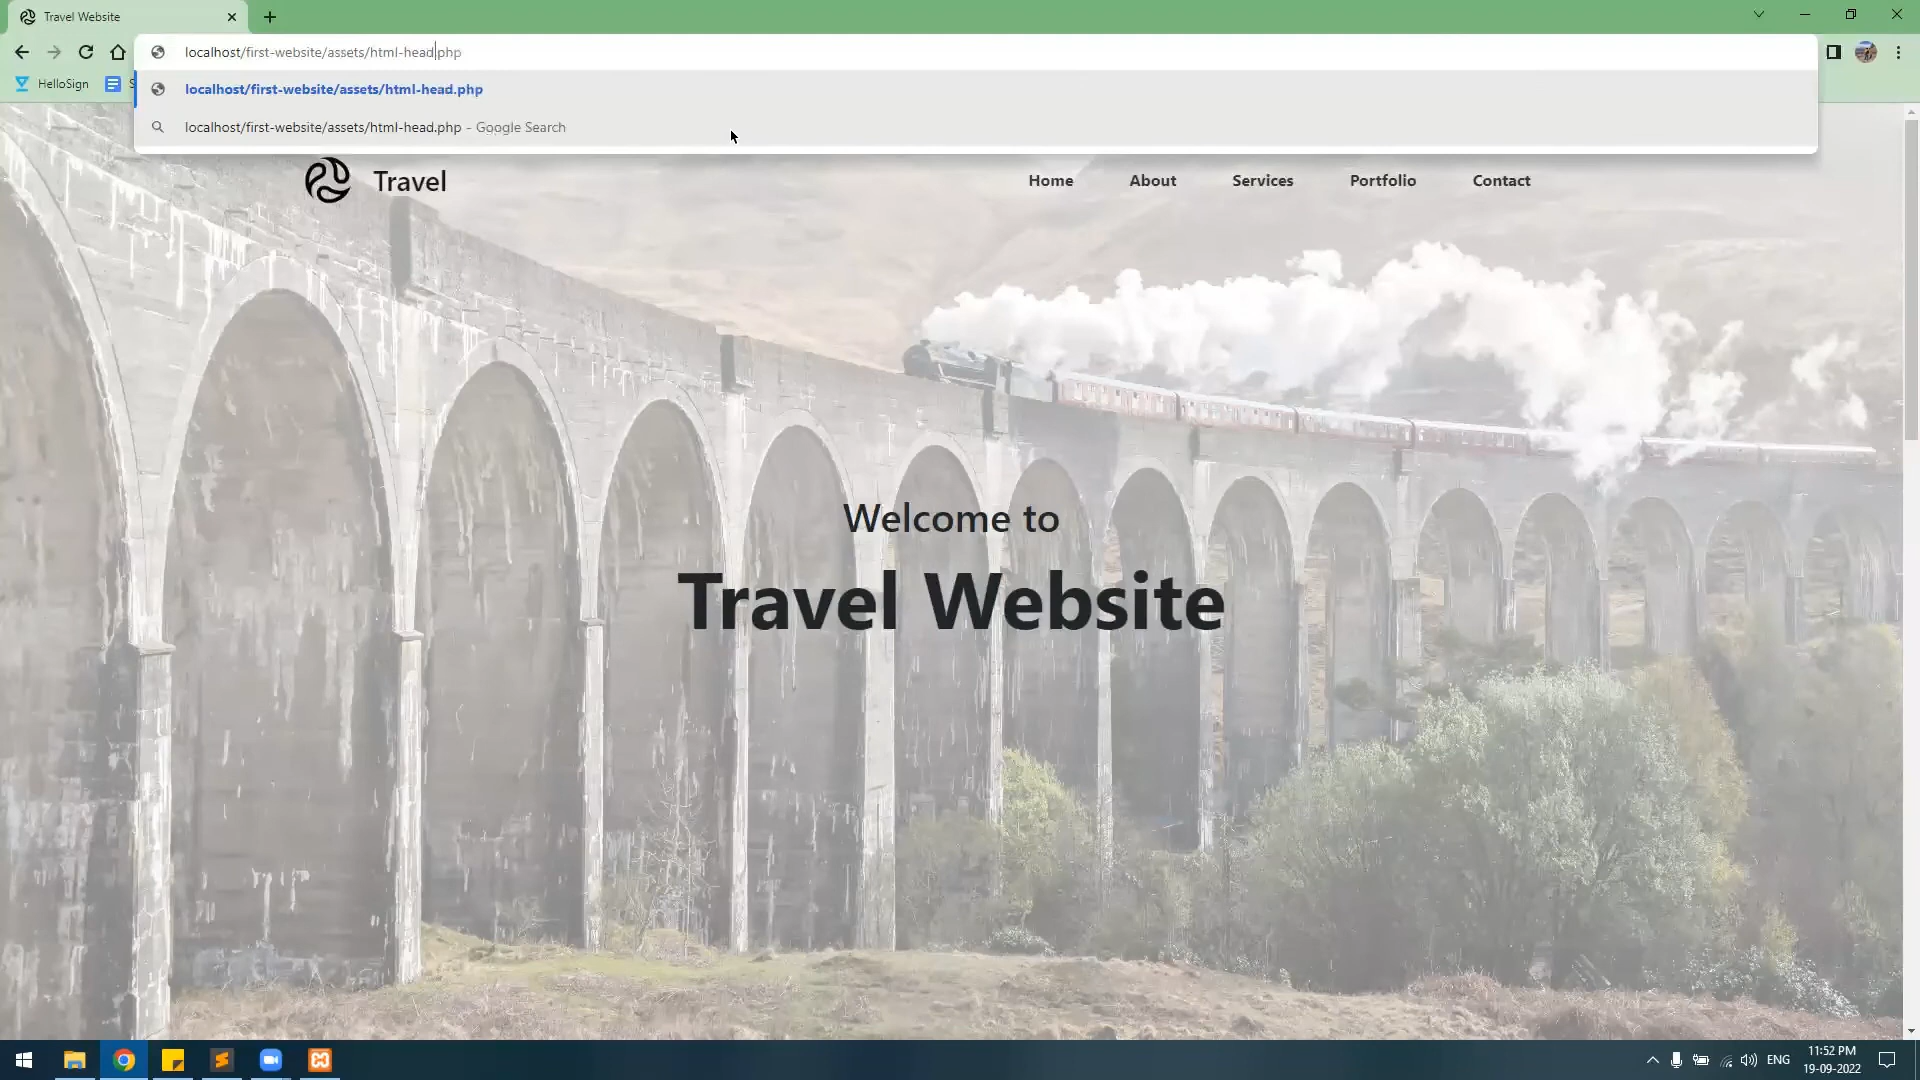 Travel Website
localhost/first-website/assets/html-head.php
HelloSign
S
localhost/first-website/assets/html-head.php
localhost/first-website/assets/html-head.php - Google Search
Travel
Home
About
Services
Portfolio
Contact
Welcome to
Travel Website
ENG
11:52 PM
19-09-2022